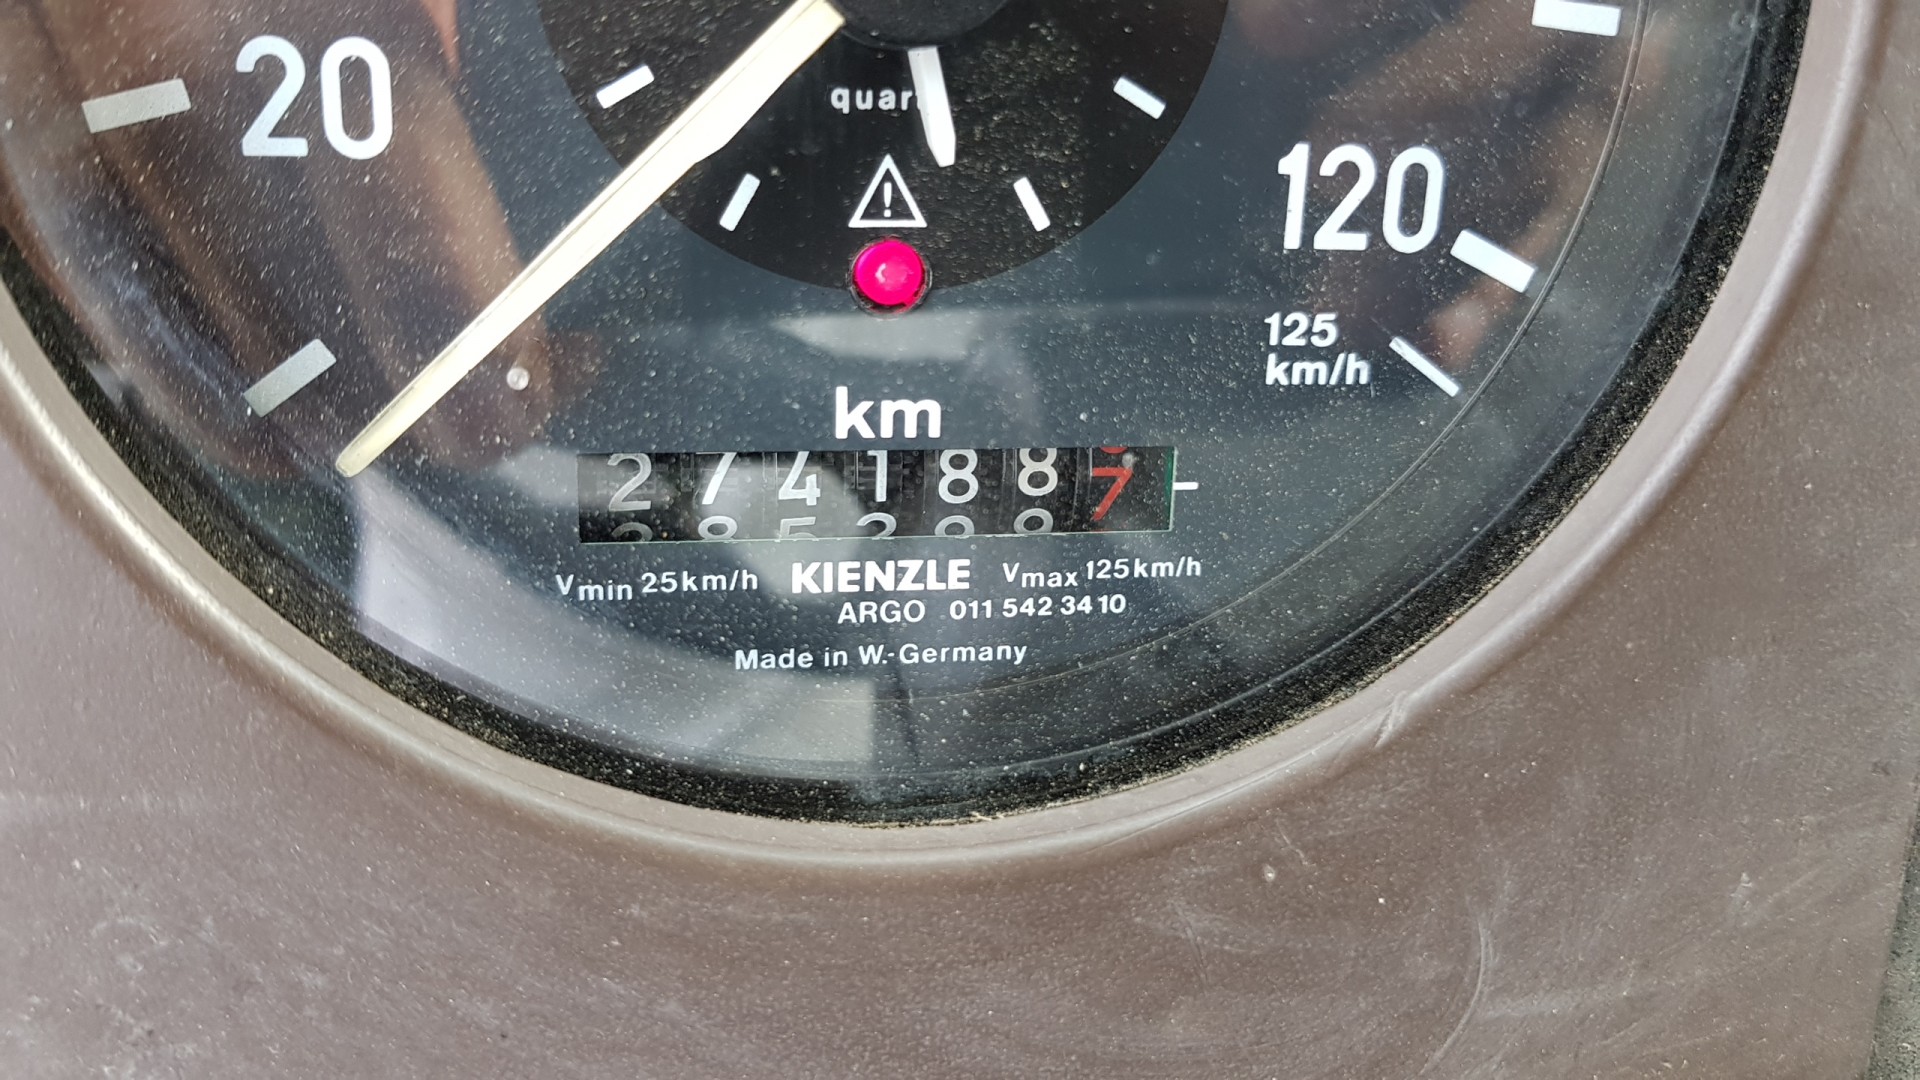 20
quar
120
125
km/h
km
2741887
Vmin 25km/h KIENZLE Vmax 125km/h
ARGO 011 542 34 10
Made in W.-Germany